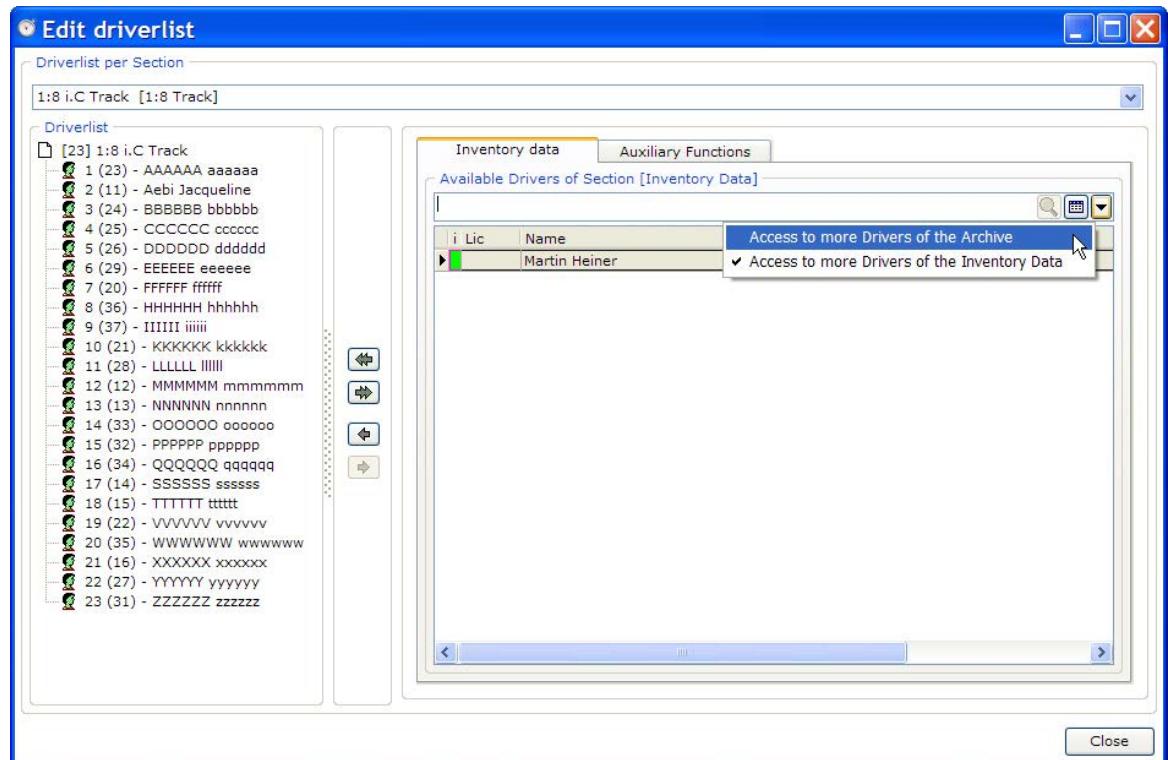 Edit driverlist
Driverlist per Section
1:8 i.C Track [1:8 Track]
Driverlist
[23] 1:8 i.C Track
1 (23) - AAAAAA aaaaaa
2 (11) - Aebi Jacqueline
3 (24) - BBBBBB bbbbbb
4 (25) - CCCCCC cccccc
5 (26) - DDDDDD dddddd
6 (29) - EEEEEE eeeeee
7 (20) - FFFFFF ffffff
8 (36) - HHHHHH hhhhhh
9 (37) - IIIIII iiiiii
10 (21) - KKKKKK kkkkkk
11 (28) - LLLLLL llllll
12 (12) - MMMMMM mmmmmm
13 (13) - NNNNNN nnnnnn
14 (33) - OOOOOO oooooo
15 (32) - PPPPPP pppppp
16 (34) - QQQQQQ qqqqqq
17 (14) - SSSSSS ssssss
18 (15) - TTTTTT tttttt
19 (22) - VVVVVV vvvvvv
20 (35) - WWWWWW wwwwww
21 (16) - XXXXXX xxxxxx
22 (27) - YYYYYY yyyyyy
23 (31) - ZZZZZZ zzzzzz
Inventory data Auxiliary Functions
Available Drivers of Section [Inventory Data]
i Lic Name
Martin Heiner
Access to more Drivers of the Archive
Access to more Drivers of the Inventory Data
Close